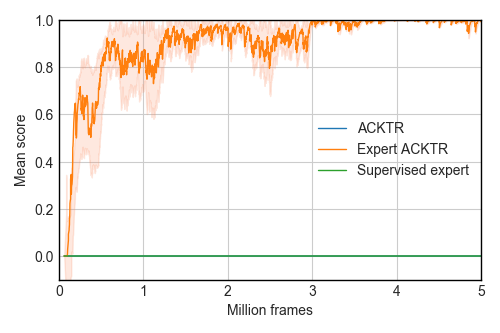 1.0
0.8
0.6
0.4
0.2
0.0
Mean score
ACKTR
Expert ACKTR
Supervised expert
0 1 2 3 4 5
Million frames